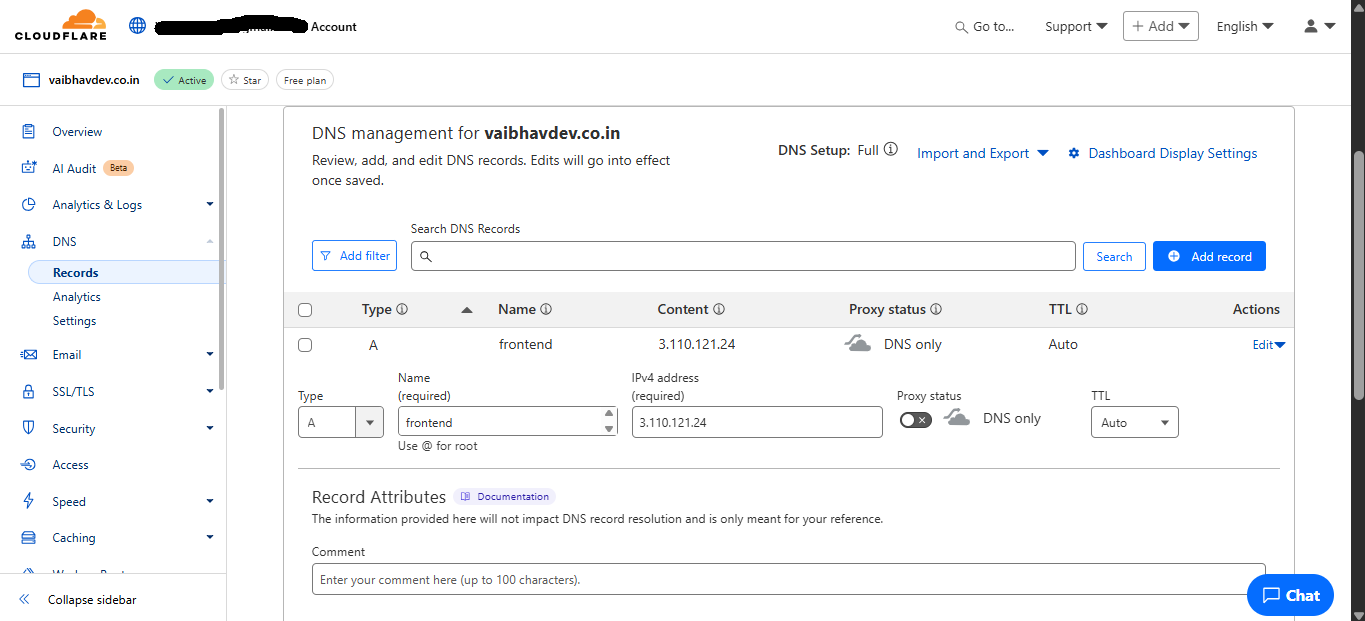 CLOUDFLARE
Account
Go to...
Support
Add
English
vaibhavdev.co.in
Active
Star
Free plan
Overview
AI Audit Beta
Analytics & Logs
DNS
Records
Analytics
Settings
Email
SSL/TLS
Security
Access
Speed
Caching
Collapse sidebar
DNS management for vaibhavdev.co.in
Review, add, and edit DNS records. Edits will go into effect
once saved.
DNS Setup: Full
Import and Export
Dashboard Display Settings
Search DNS Records
Add filter
Search
Add record
Type Name Content Proxy status TTL Actions
A frontend 3.110.121.24 DNS only Auto Edit
Type
A
Name
(required)
frontend
Use @ for root
IPv4 address
(required)
3.110.121.24
Proxy status
DNS only
TTL
Auto
Record Attributes Documentation
The information provided here will not impact DNS record resolution and is only meant for your reference.
Comment
Enter your comment here (up to 100 characters).
Chat